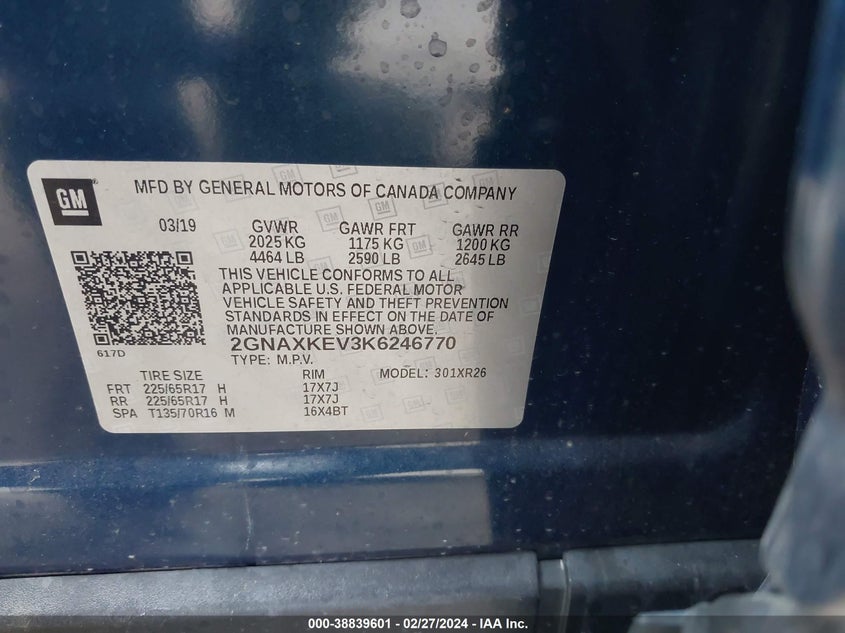 GM
MFD BY GENERAL MOTORS OF CANADA COMPANY
03/19 GVWR GAWR FRT GAWR RR
2025 KG 1175 KG 1200 KG
4464 LB 2590 LB 2645 LB
THIS VEHICLE CONFORMS TO ALL
APPLICABLE U.S. FEDERAL MOTOR
VEHICLE SAFETY AND THEFT PREVENTION
STANDARDS IN EFFECT ON THE DATE OF
MANUFACTURE SHOWN ABOVE.
617D
2GNAXKEV3K6246770
TYPE: M.P.V.
TIRE SIZE RIM MODEL: 301XR26
FRT 225/65R17 H 17X7J
RR 225/65R17 H 17X7J
SPA T135/70R16 M 16X4BT
000-38839601 - 02/27/2024 - IAA Inc.